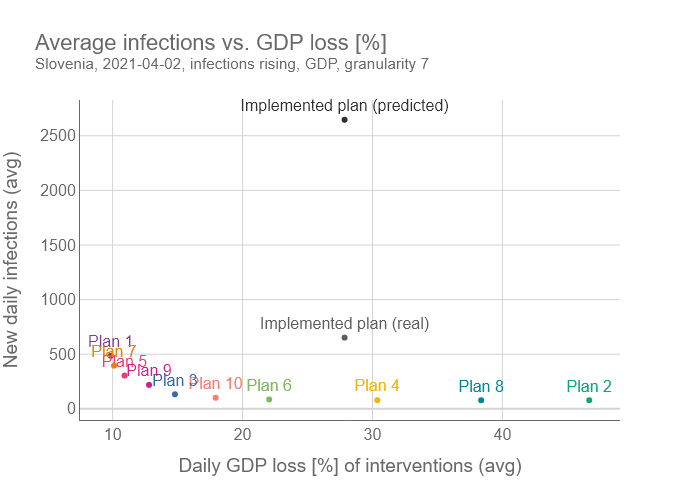 Average infections vs. GDP loss [%]
Slovenia, 2021-04-02, infections rising, GDP, granularity 7
Implemented plan (predicted)
2500
2000
1500
1000
Implemented plan (real)
Plan 1
Plan 7
500
Plan 5
Plan 9
Plan 3
Plan 10
Plan 6
Plan 4
Plan 8
Plan 2
0
10
20
30
40
New daily infections (avg)
Daily GDP loss [%] of interventions (avg)